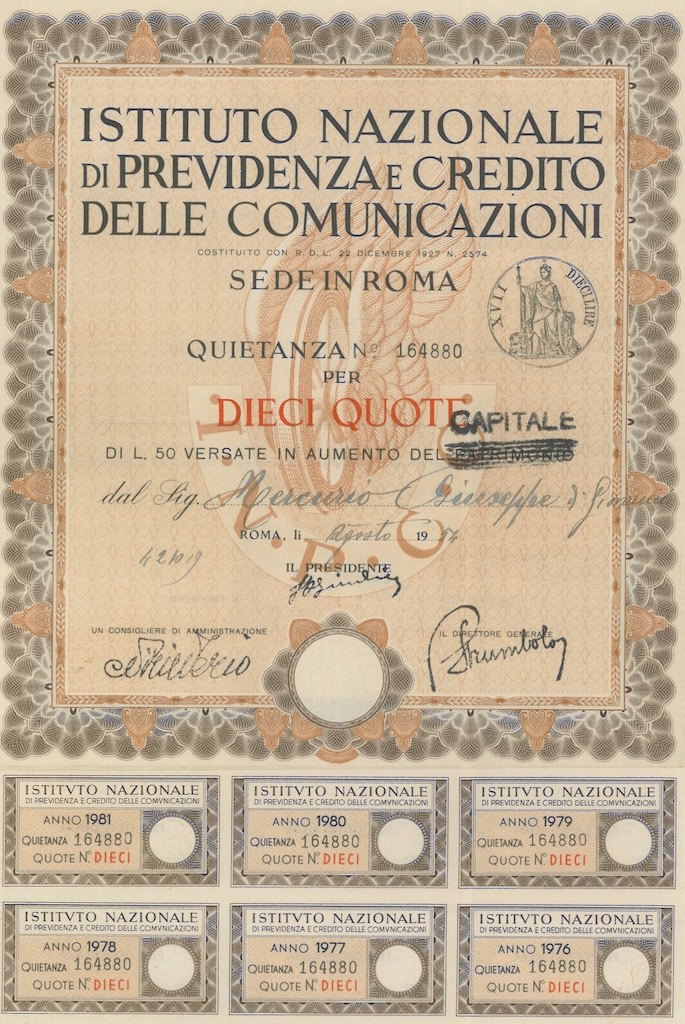 ISTITUTO NAZIONALE
DI PREVIDENZA E CREDITO
DELLE COMUNICAZIONI
COSTITUITO CON R. D. L. 22 DICEMBRE 1927 N. 2574
SEDE IN ROMA
XVII DIECI LIRE
QUIETANZA No 164880
PER
DIECI QUOTE
CAPITALE
DI L. 50 VERSATE IN AUMENTO DEL PATRIMONIO
dal Sig. Mercurio Giuseppe di
ROMA, li agosto 1954
42109
IL PRESIDENTE
UN CONSIGLIERE DI AMMINISTRAZIONE
IL DIRETTORE GENERALE
ISTITVTO NAZIONALE
DI PREVIDENZA E CREDITO DELLE COMVNICAZIONI
ANNO 1981
QUIETANZA 164880
QUOTE N.o DIECI
ISTITVTO NAZIONALE
DI PREVIDENZA E CREDITO DELLE COMVNICAZIONI
ANNO 1980
QUIETANZA 164880
QUOTE N.o DIECI
ISTITVTO NAZIONALE
DI PREVIDENZA E CREDITO DELLE COMVNICAZIONI
ANNO 1979
QUIETANZA 164880
QUOTE N.o DIECI
ISTITVTO NAZIONALE
DI PREVIDENZA E CREDITO DELLE COMVNICAZIONI
ANNO 1978
QUIETANZA 164880
QUOTE N.o DIECI
ISTITVTO NAZIONALE
DI PREVIDENZA E CREDITO DELLE COMVNICAZIONI
ANNO 1977
QUIETANZA 164880
QUOTE N.o DIECI
ISTITVTO NAZIONALE
DI PREVIDENZA E CREDITO DELLE COMVNICAZIONI
ANNO 1976
QUIETANZA 164880
QUOTE N.o DIECI